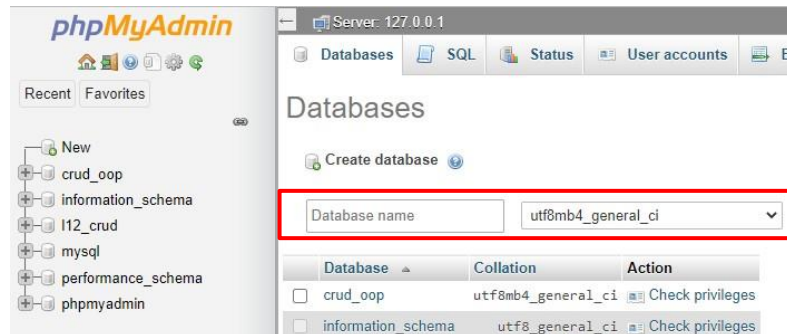 phpMyAdmin
Recent Favorites
New
crud_oop
information_schema
l12_crud
mysql
performance_schema
phpmyadmin
Server: 127.0.0.1
Databases SQL Status User accounts E
Databases
Create database
Database name utf8mb4_general_ci
Database Collation Action
crud_oop utf8mb4_general_ci Check privileges
information_schema utf8_general_ci Check privileges